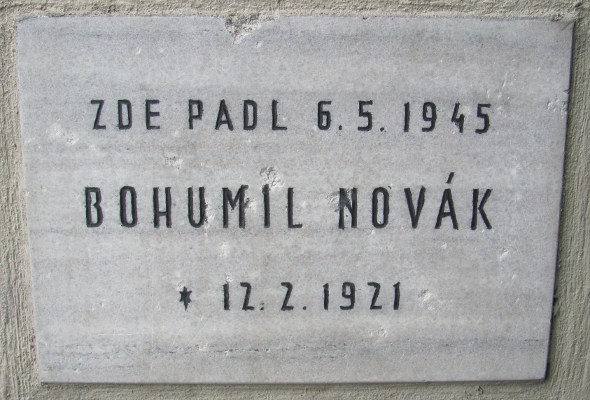 ZDE PADL 6.5.1945
BOHUMIL NOVÁK
* 12.2.1921